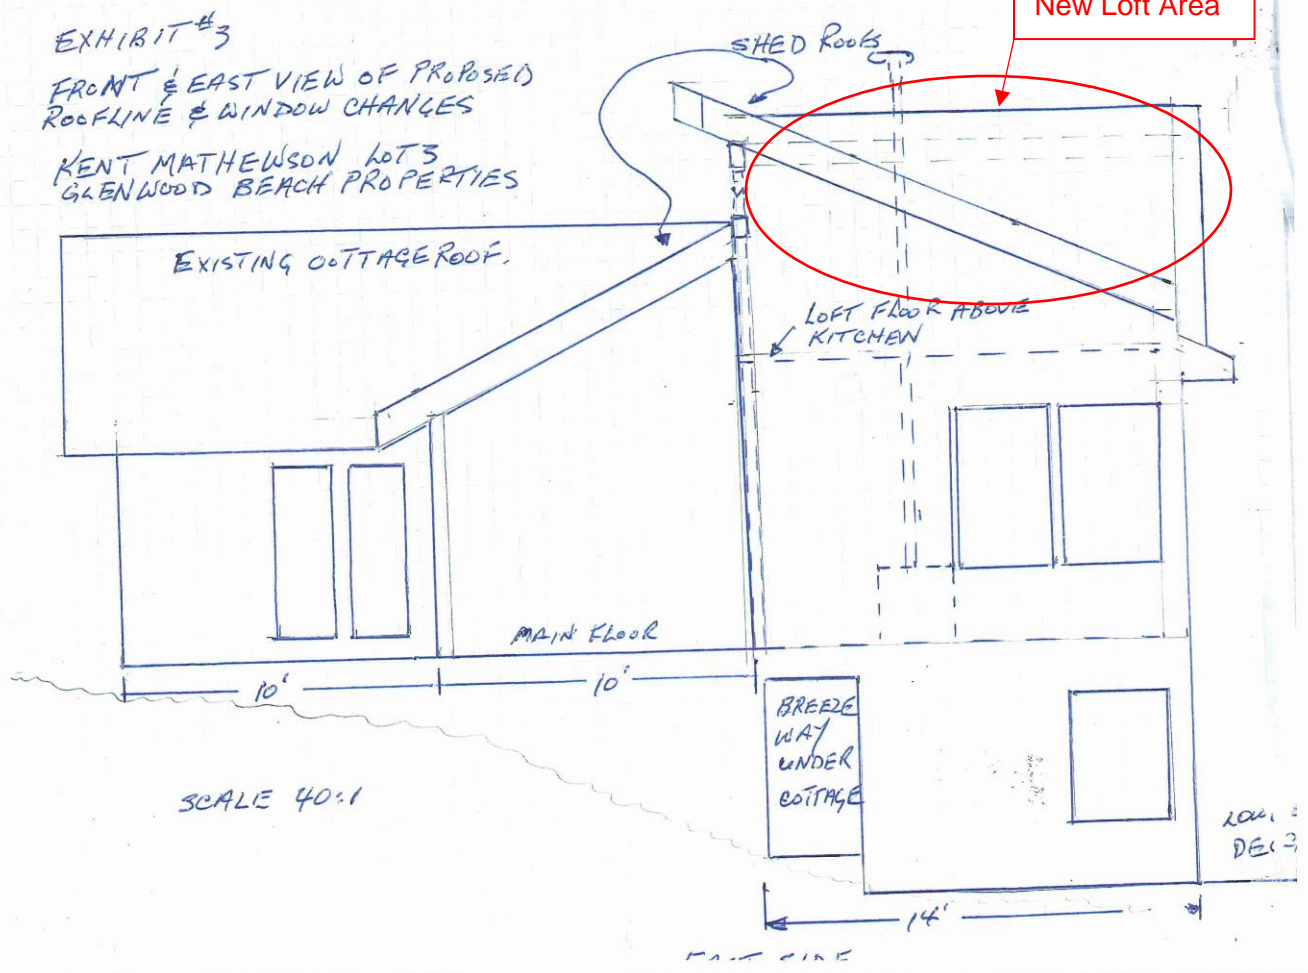 New Loft Area
EXHIBIT #3
FRONT & EAST VIEW OF PROPOSED
ROOFLINE & WINDOW CHANGES
KENT MATHEWSON LOT 3
GLENWOOD BEACH PROPERTIES
SHED ROOFS
EXISTING COTTAGE ROOF.
LOFT FLOOR ABOVE
KITCHEN
MAIN FLOOR
10'
10'
BREEZE
WAY
UNDER
COTTAGE
SCALE 40:1
14'
EAST SIDE